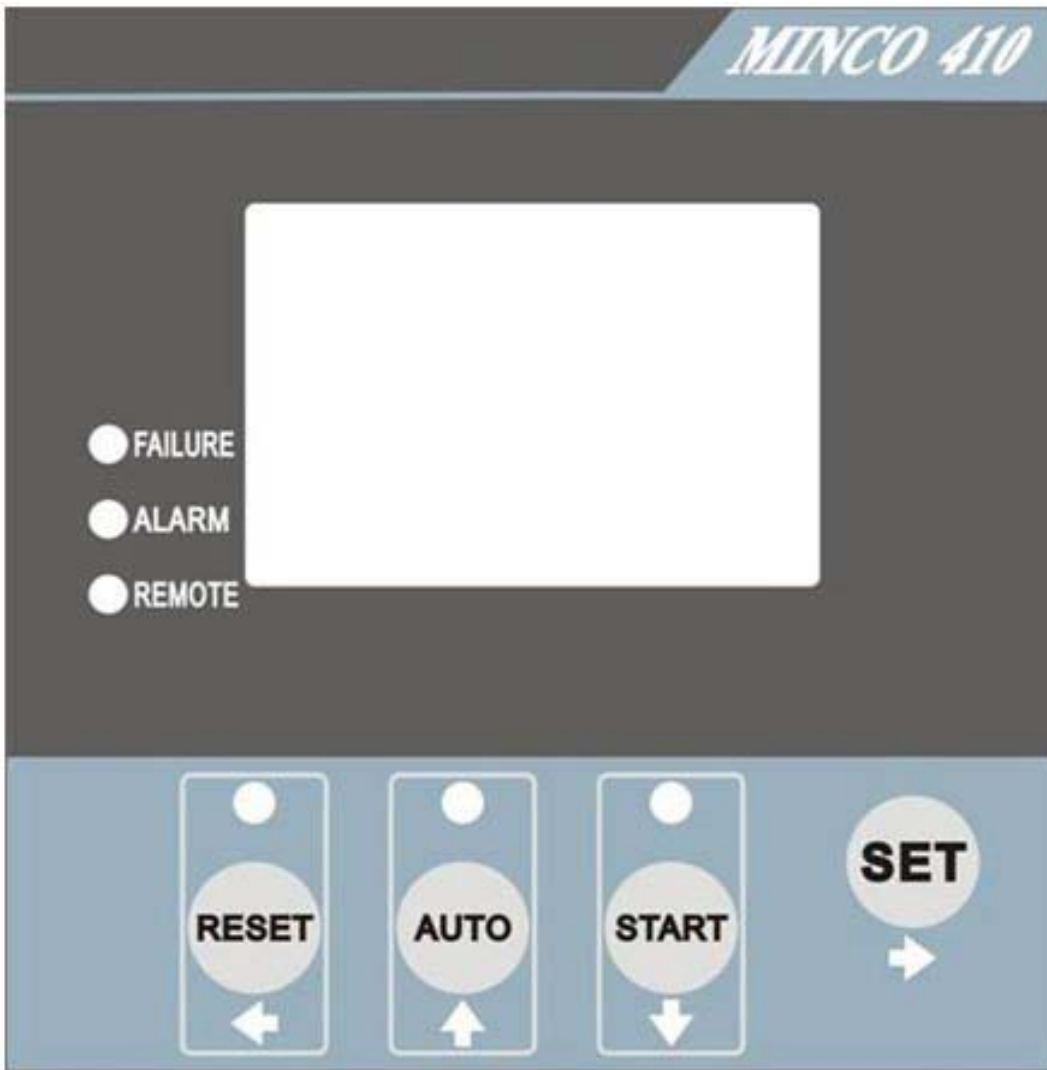 MINCO 410
FAILURE
ALARM
REMOTE
RESET
AUTO
START
SET